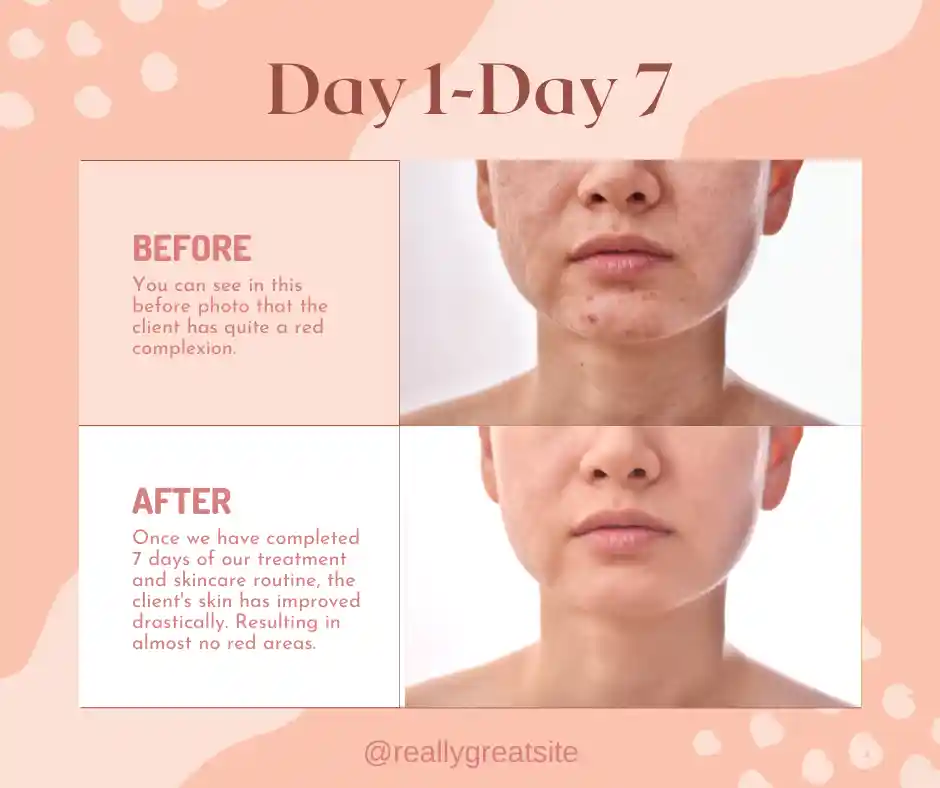 Day 1-Day 7
BEFORE
You can see in this
before photo that the
client has quite a red
complexion.
AFTER
Once we have completed
7 days of our treatment
and skincare routine, the
client's skin has improved
drastically. Resulting in
almost no red areas.
@reallygreatsite